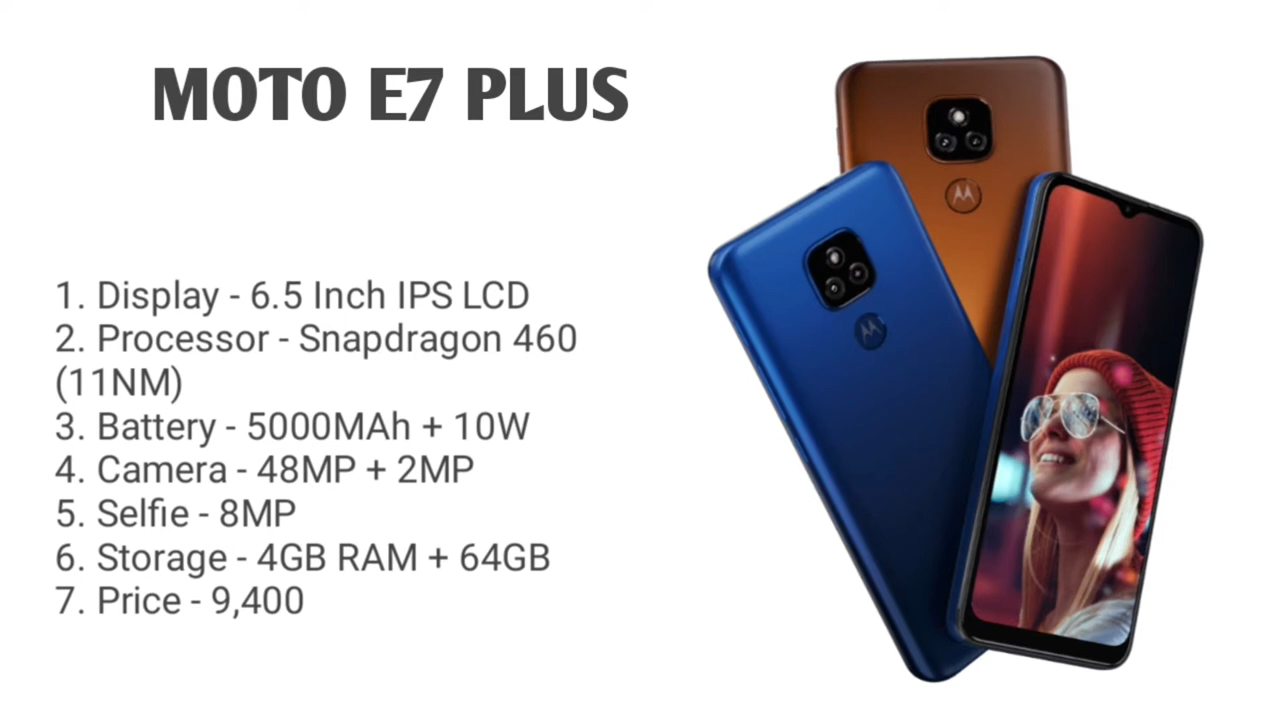 MOTO E7 PLUS
1. Display - 6.5 Inch IPS LCD
2. Processor - Snapdragon 460
(11NM)
3. Battery - 5000MAh + 10W
4. Camera - 48MP + 2MP
5. Selfie - 8MP
6. Storage - 4GB RAM + 64GB
7. Price - 9,400